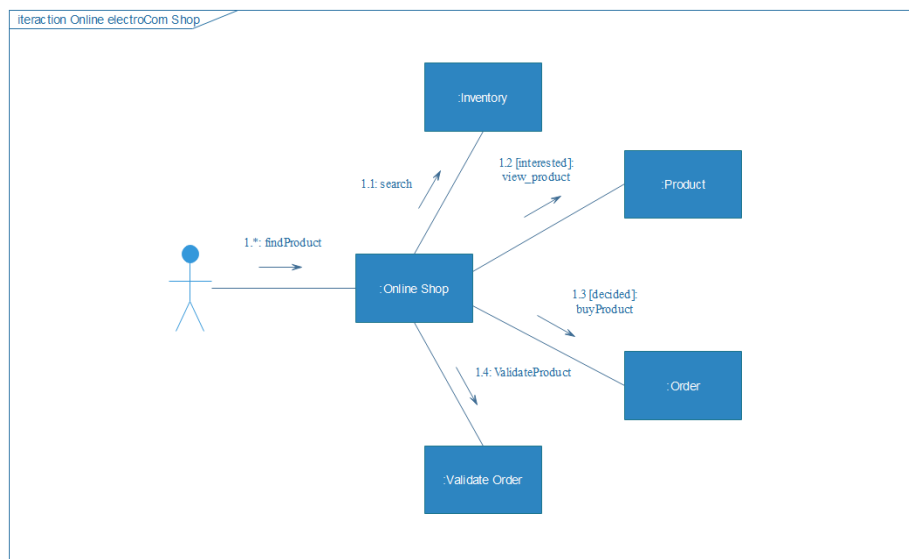 iteraction Online electroCom Shop
:Inventory
1.2 [interested]:
view_product
1.1: search
:Product
1.*: findProduct
:Online Shop
1.3 [decided]:
buyProduct
1.4: ValidateProduct
:Order
:Validate Order